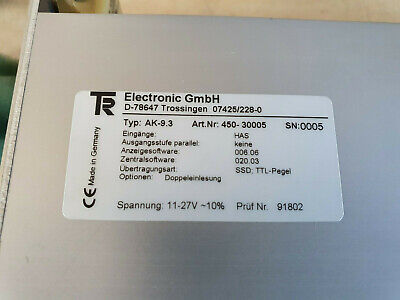 TR Electronic GmbH
D-78647 Trossingen 07425/228-0
Typ: AK-9.3 Art.Nr: 450- 30005 SN:0005
Eingänge: HAS
Ausgangsstufe parallel: keine
Anzeigesoftware: 006.06
Zentralsoftware: 020.03
Übertragungsart: SSD; TTL-Pegel
Optionen: Doppeleinlesung
Spannung: 11-27V ~10% Prüf Nr. 91802
CE Made in Germany